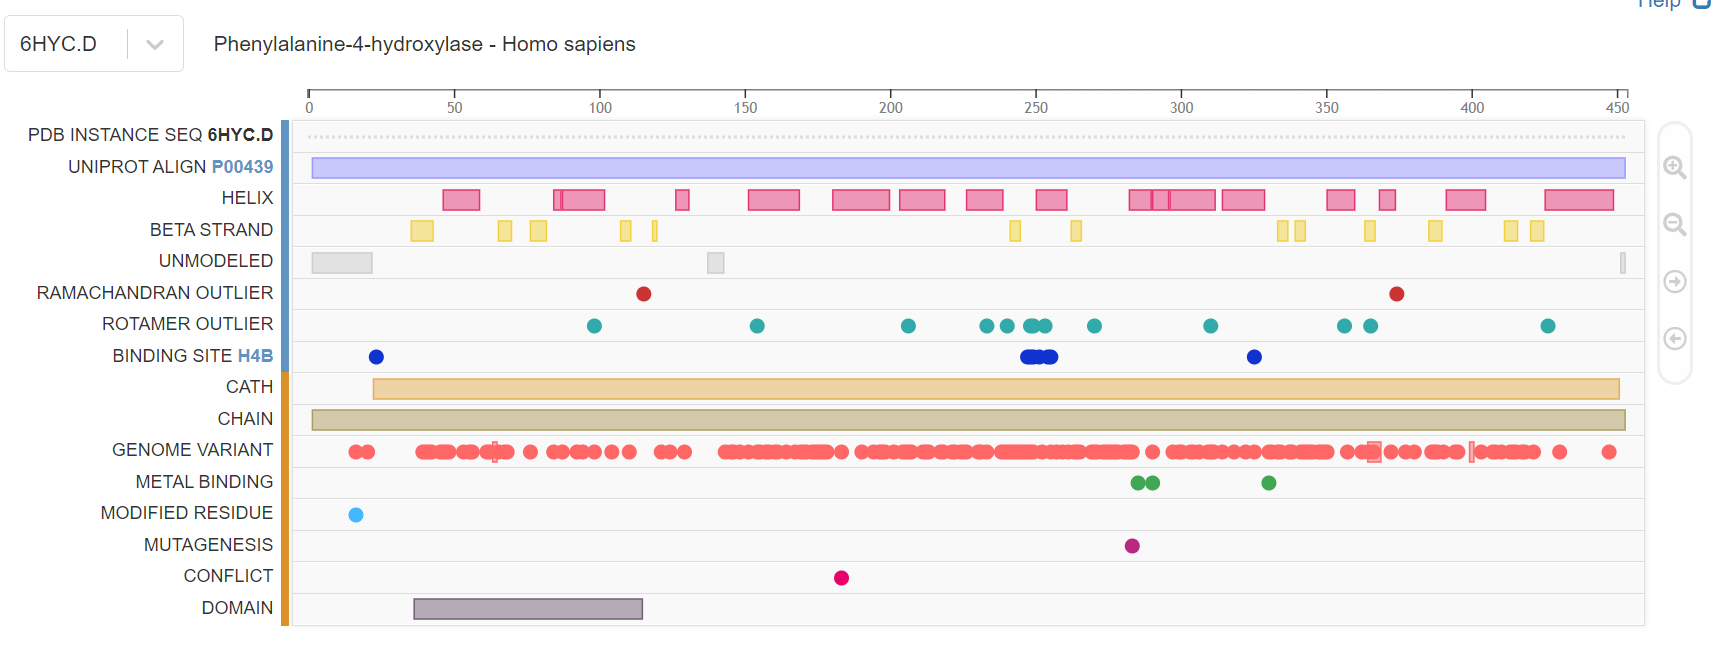 Help
6HYC.D
Phenylalanine-4-hydroxylase - Homo sapiens
0 50 100 150 200 250 300 350 400 450
PDB INSTANCE SEQ 6HYC.D
UNIPROT ALIGN P00439
HELIX
BETA STRAND
UNMODELED
RAMACHANDRAN OUTLIER
ROTAMER OUTLIER
BINDING SITE H4B
CATH
CHAIN
GENOME VARIANT
METAL BINDING
MODIFIED RESIDUE
MUTAGENESIS
CONFLICT
DOMAIN